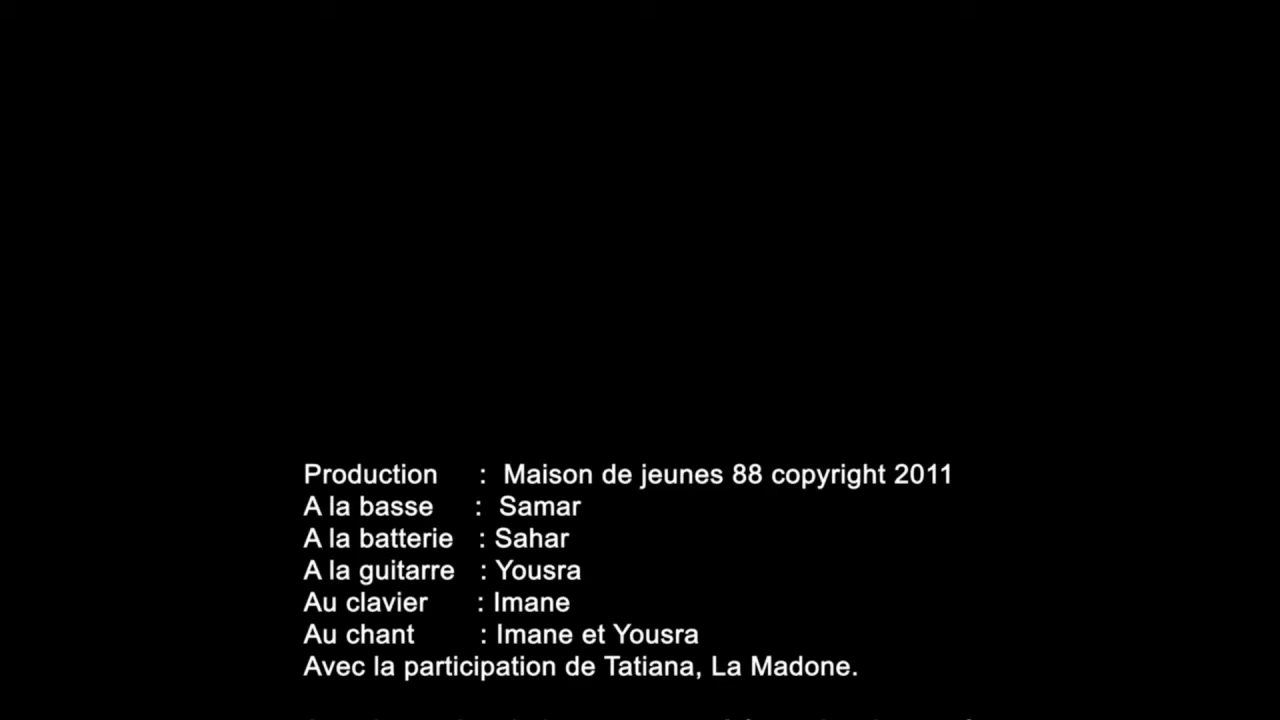 Production : Maison de jeunes 88 copyright 2011
A la basse : Samar
A la batterie : Sahar
A la guitarre : Yousra
Au clavier : Imane
Au chant : Imane et Yousra
Avec la participation de Tatiana, La Madone.